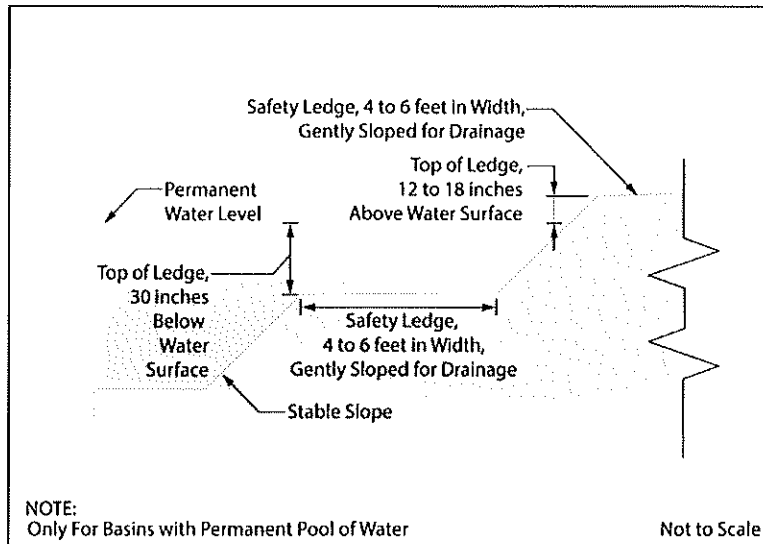 Safety Ledge, 4 to 6 feet in Width,
Gently Sloped for Drainage
Top of Ledge,
12 to 18 inches
Above Water Surface
Permanent
Water Level
Top of Ledge,
30 inches
Below
Water
Surface
Safety Ledge,
4 to 6 feet in Width,
Gently Sloped for Drainage
Stable Slope
NOTE:
Only For Basins with Permanent Pool of Water
Not to Scale